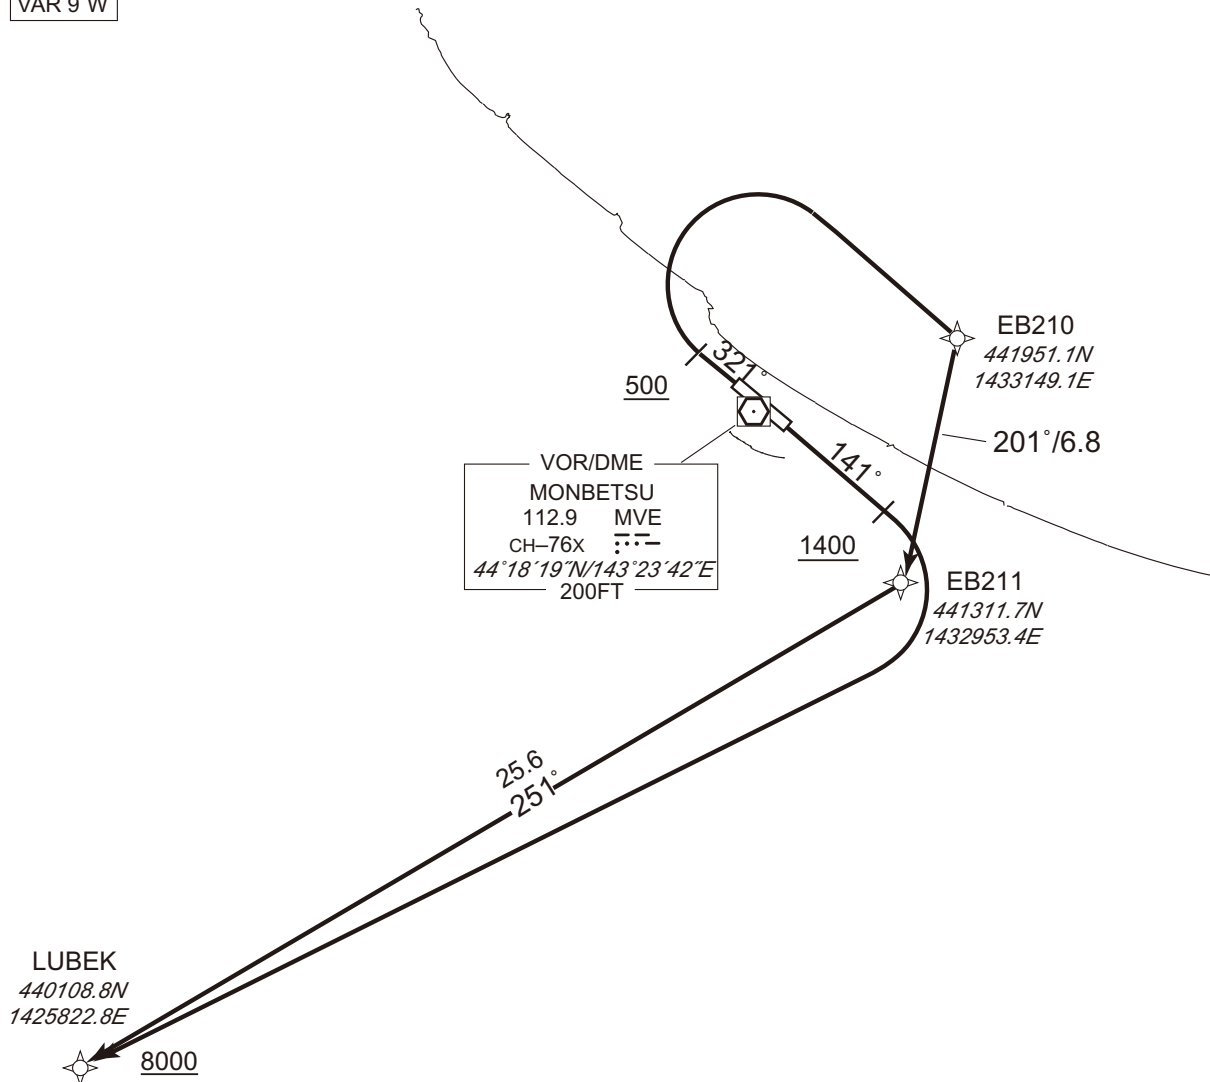 VAR 9°W
EB210
441951.1N
1433149.1E
321°
500
201°/6.8
141°
VOR/DME
MONBETSU
112.9 MVE
CH–76X
44°18´19˝N/143°23´42˝E
200FT
1400
EB211
441311.7N
1432953.4E
25.6
251°
LUBEK
440108.8N
1425822.8E
8000